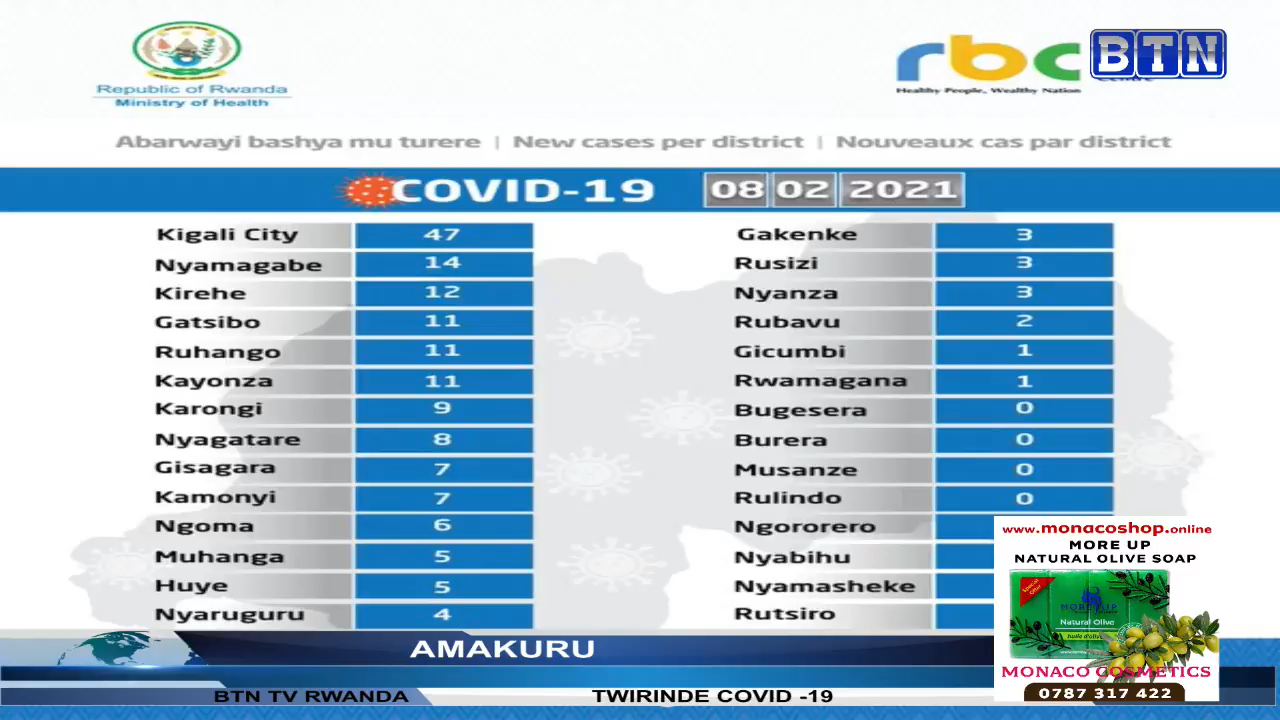 Republic of Rwanda
Ministry of Health
rbc
Healthy People, Wealthy Nation
BTN
Abarwayi bashya mu turere | New cases per district | Nouveaux cas par district
COVID-19 08 02 2021
Kigali City 47
Nyamagabe 14
Kirehe 12
Gatsibo 11
Ruhango 11
Kayonza 11
Karongi 9
Nyagatare 8
Gisagara 7
Kamonyi 7
Ngoma 6
Muhanga 5
Huye 5
Nyaruguru 4
Gakenke 3
Rusizi 3
Nyanza 3
Rubavu 2
Gicumbi 1
Rwamagana 1
Bugesera 0
Burera 0
Musanze 0
Rulindo 0
Ngororero
Nyabihu
Nyamasheke
Rutsiro
www.monacoshop.online
MORE UP
NATURAL OLIVE SOAP
Special Offer
Natural Olive
MONACO COSMETICS
0787 317 422
AMAKURU
BTN TV RWANDA TWIRINDE COVID -19